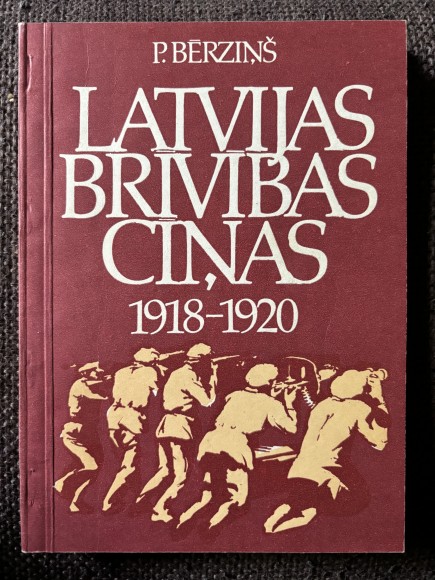 P. BĒRZIŅŠ
LATVIJAS
BRĪVĪBAS
CĪŅAS
1918–1920